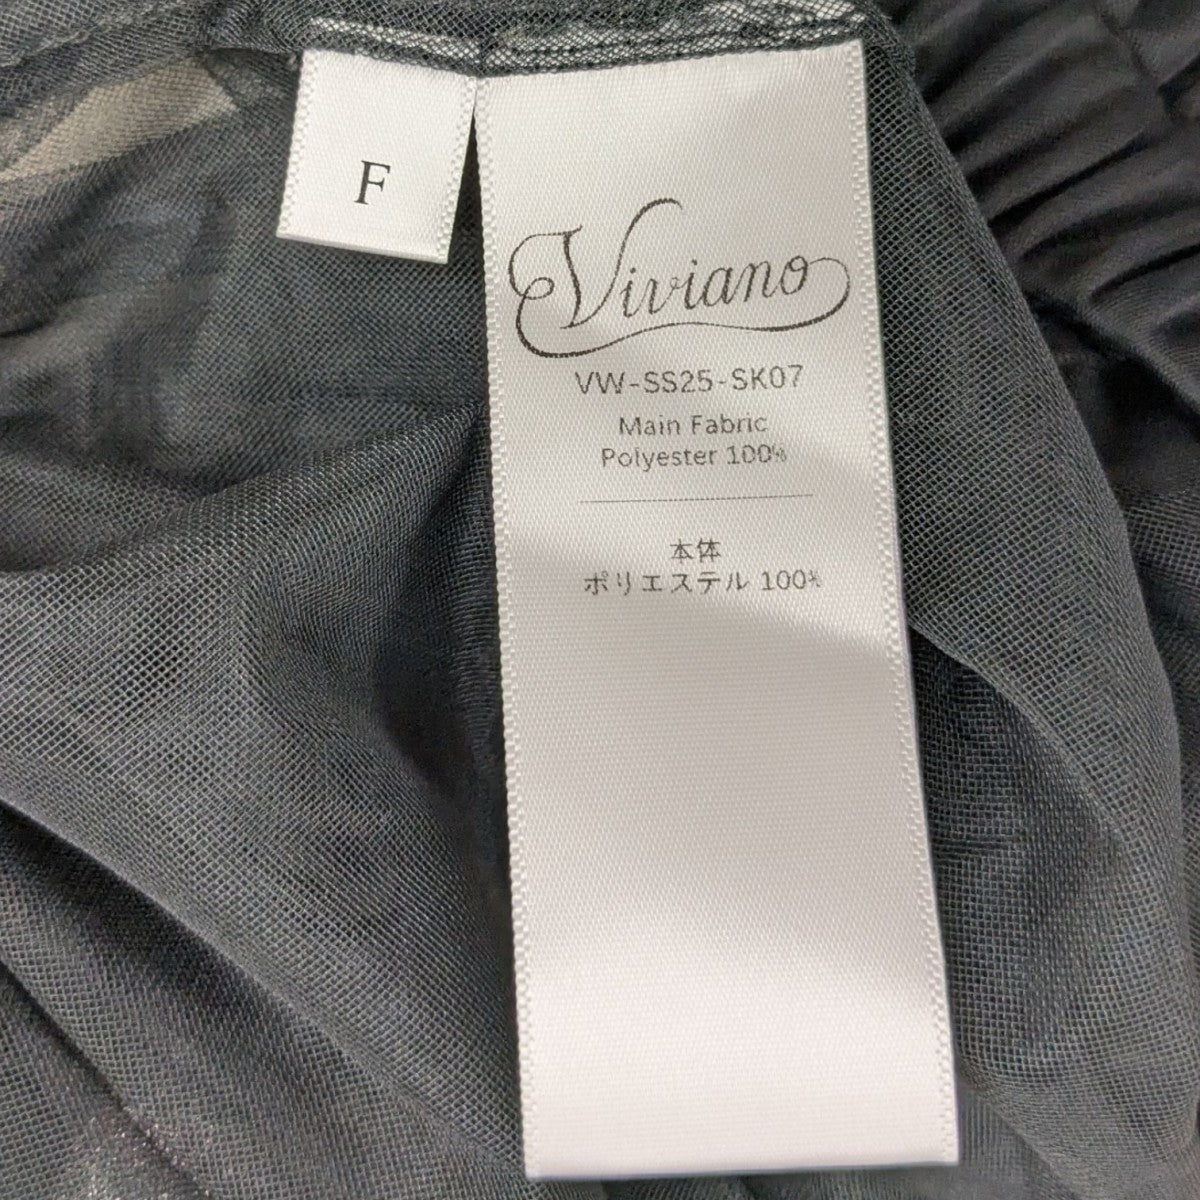 F
Viviano
VW-SS25-SK07
Main Fabric
Polyester 100%
本体
ポリエステル 100%